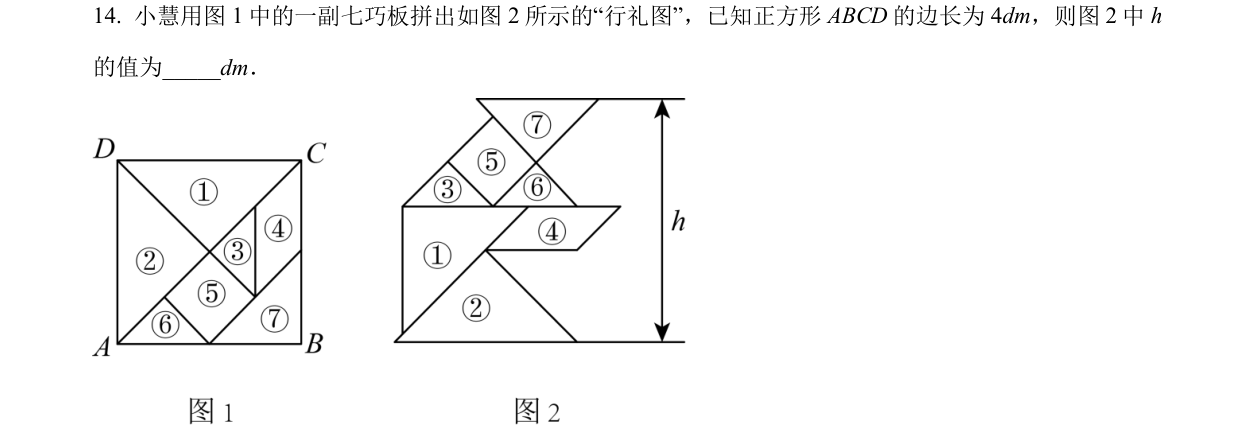 14. 小慧用图 1 中的一副七巧板拼出如图 2 所示的“行礼图”，已知正方形 ABCD 的边长为 4dm，则图 2 中 h
的值为_____dm．
D
C
①
②
③
④
⑤
⑥
⑦
A
B
图 1
⑦
⑤
③
⑥
④
①
②
h
图 2